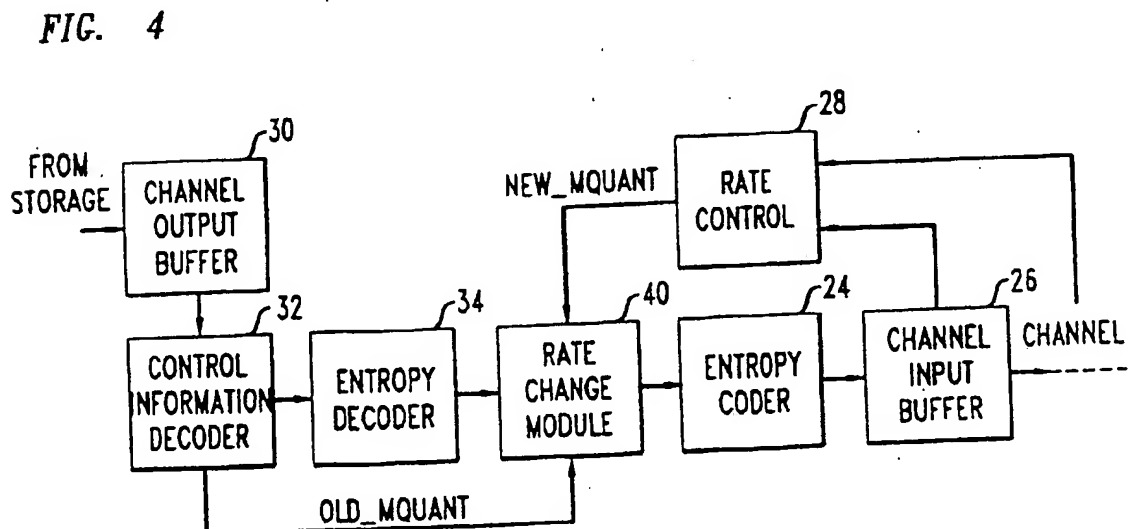 FIG. 4
FROM
STORAGE
30
CHANNEL
OUTPUT
BUFFER
28
RATE
CONTROL
NEW_MQUANT
32
CONTROL
INFORMATION
DECODER
34
ENTROPY
DECODER
40
RATE
CHANGE
MODULE
24
ENTROPY
CODER
26
CHANNEL
INPUT
BUFFER
CHANNEL
OLD_MQUANT